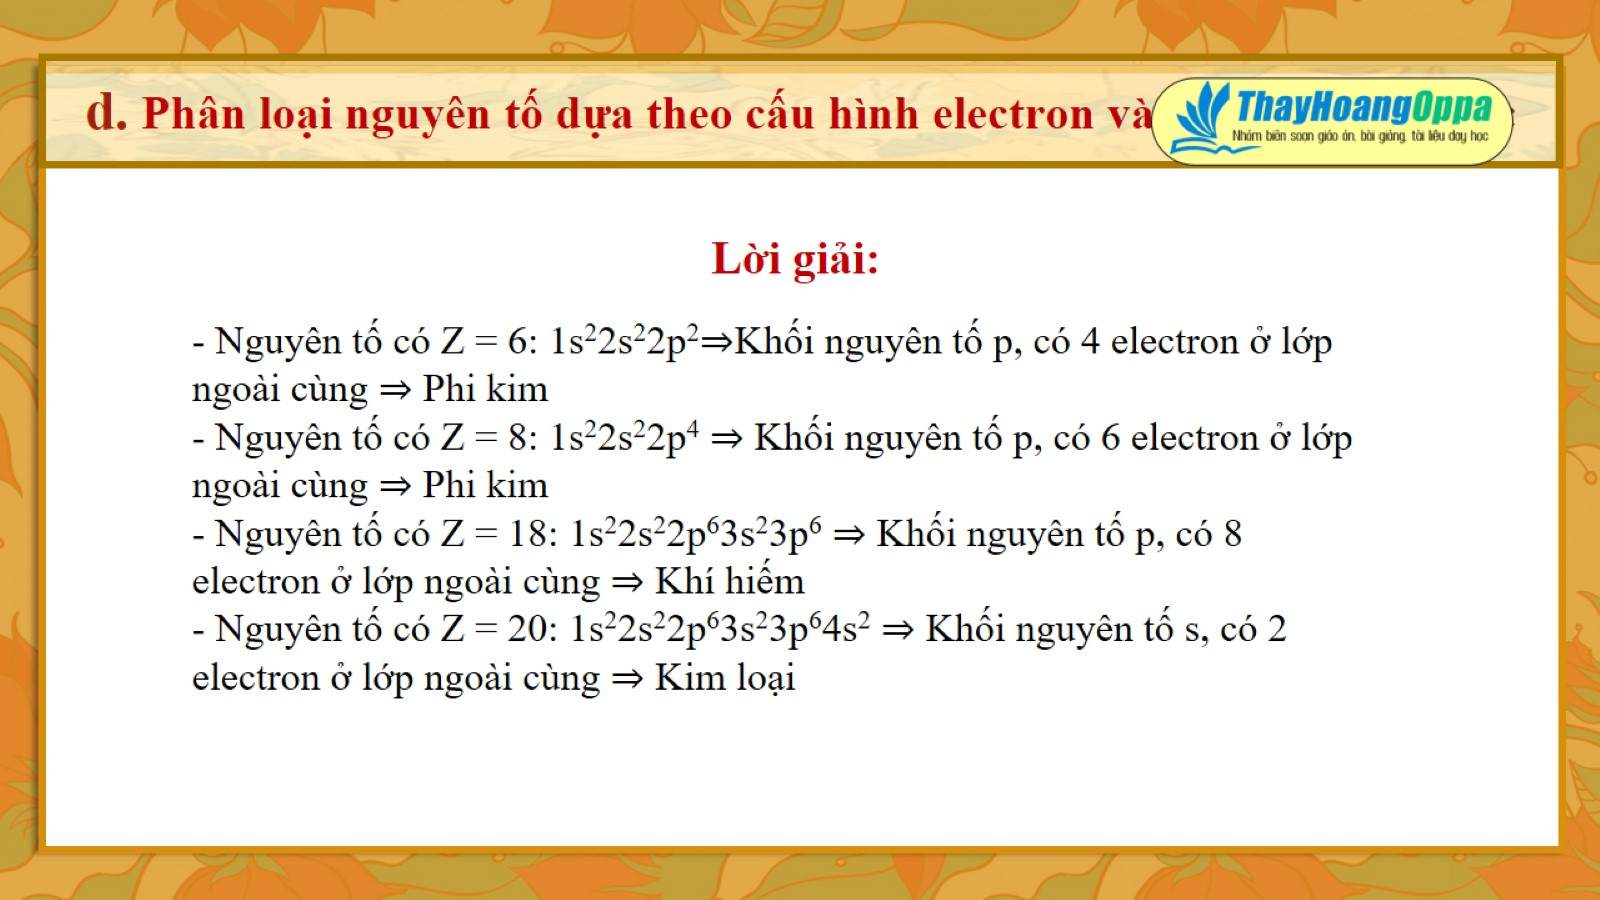 d. Phân loại nguyên tố dựa theo cấu hình electron và
ThayHoangOppa
Nhóm biên soạn giáo án, bài giảng, tài liệu dạy học
Lời giải:
- Nguyên tố có Z = 6: 1s²2s²2p²⇒Khối nguyên tố p, có 4 electron ở lớp
ngoài cùng ⇒ Phi kim
- Nguyên tố có Z = 8: 1s²2s²2p⁴ ⇒ Khối nguyên tố p, có 6 electron ở lớp
ngoài cùng ⇒ Phi kim
- Nguyên tố có Z = 18: 1s²2s²2p⁶3s²3p⁶ ⇒ Khối nguyên tố p, có 8
electron ở lớp ngoài cùng ⇒ Khí hiếm
- Nguyên tố có Z = 20: 1s²2s²2p⁶3s²3p⁶4s² ⇒ Khối nguyên tố s, có 2
electron ở lớp ngoài cùng ⇒ Kim loại